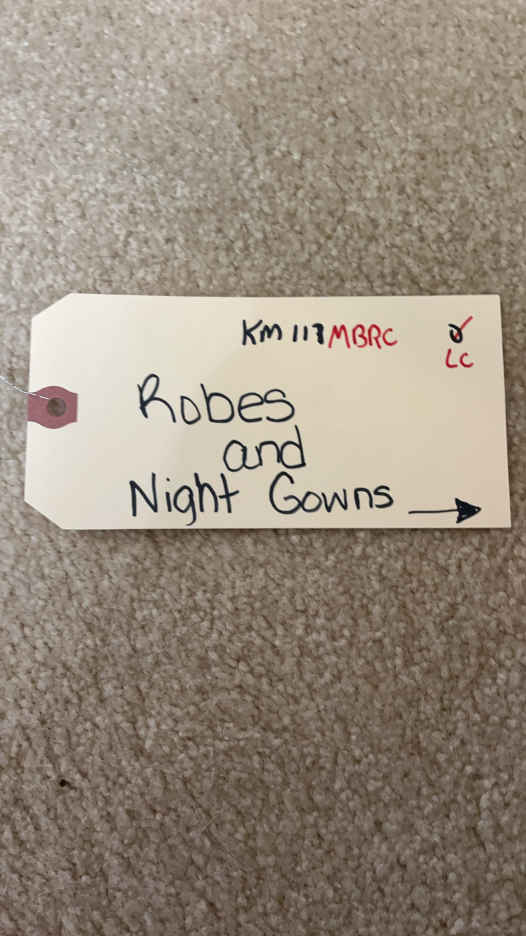 KM 117 MBRC
LC
Robes
and
Night Gowns